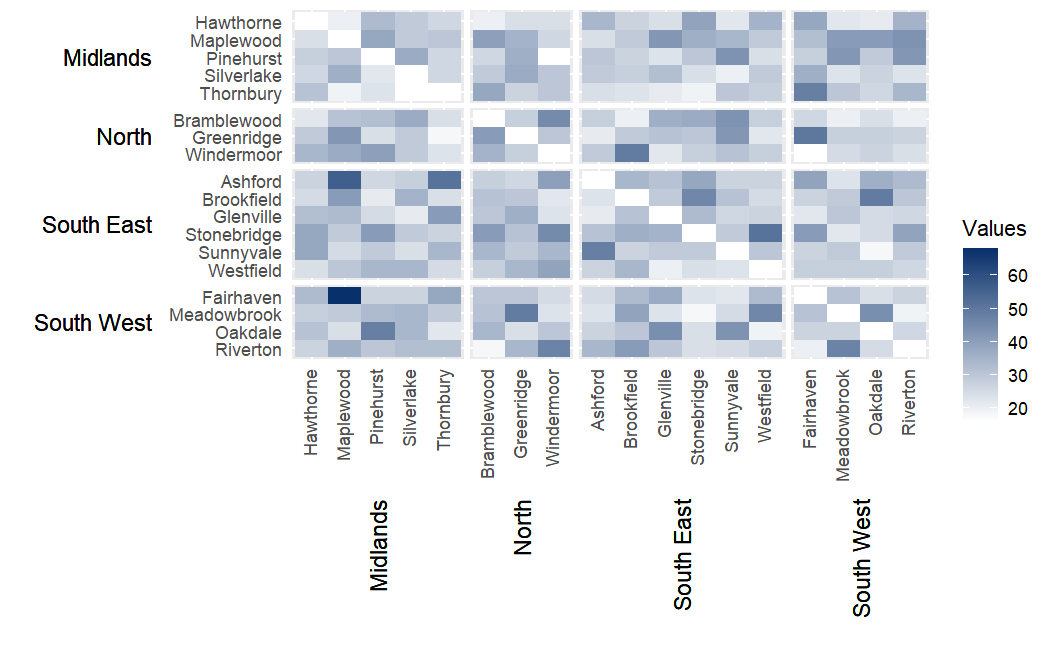 Midlands
Hawthorne
Maplewood
Pinehurst
Silverlake
Thornbury
North
Bramblewood
Greenridge
Windermoor
South East
Ashford
Brookfield
Glenville
Stonebridge
Sunnyvale
Westfield
South West
Fairhaven
Meadowbrook
Oakdale
Riverton
Values
60
50
40
30
20
Hawthorne
Maplewood
Pinehurst
Silverlake
Thornbury
Bramblewood
Greenridge
Windermoor
Ashford
Brookfield
Glenville
Stonebridge
Sunnyvale
Westfield
Fairhaven
Meadowbrook
Oakdale
Riverton
Midlands
North
South East
South West